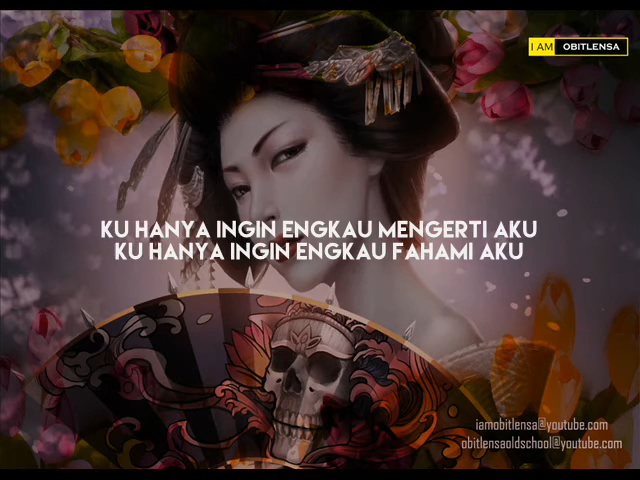 I AM OBITLENSA
KU HANYA INGIN ENGKAU MENGERTI AKU
KU HANYA INGIN ENGKAU FAHAMI AKU
iamobitlensa@youtube.com
obitlensaoldschool@youtube.com